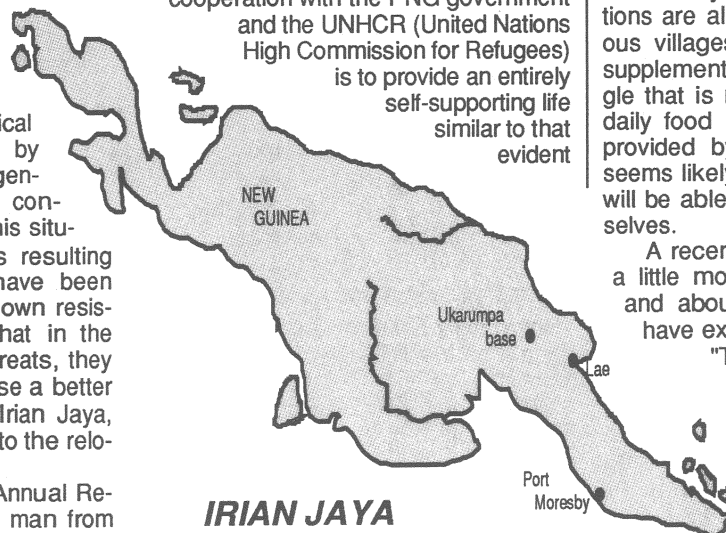 cooperation with the PNG government
and the UNHCR (United Nations
High Commission for Refugees)
is to provide an entirely
self-supporting life
similar to that
evident
ical
by
gen-
con-
his situ-
s resulting
have been
own resis-
hat in the
reats, they
se a better
Irian Jaya,
to the relo-
Annual Re-
man from
NEW
GUINEA
Ukarumpa
base
Lae
Port
Moresby
IRIAN JAYA
tions are al
ous villages
supplement
gle that is
daily food
provided by
seems likely
will be able
selves.
A recen
a little mo
and abou
have ex
"T